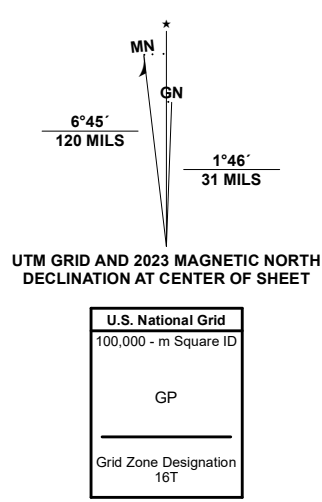 MN
GN
6°45´
120 MILS
1°46´
31 MILS
UTM GRID AND 2023 MAGNETIC NORTH
DECLINATION AT CENTER OF SHEET
U.S. National Grid
100,000 - m Square ID
GP
Grid Zone Designation
16T